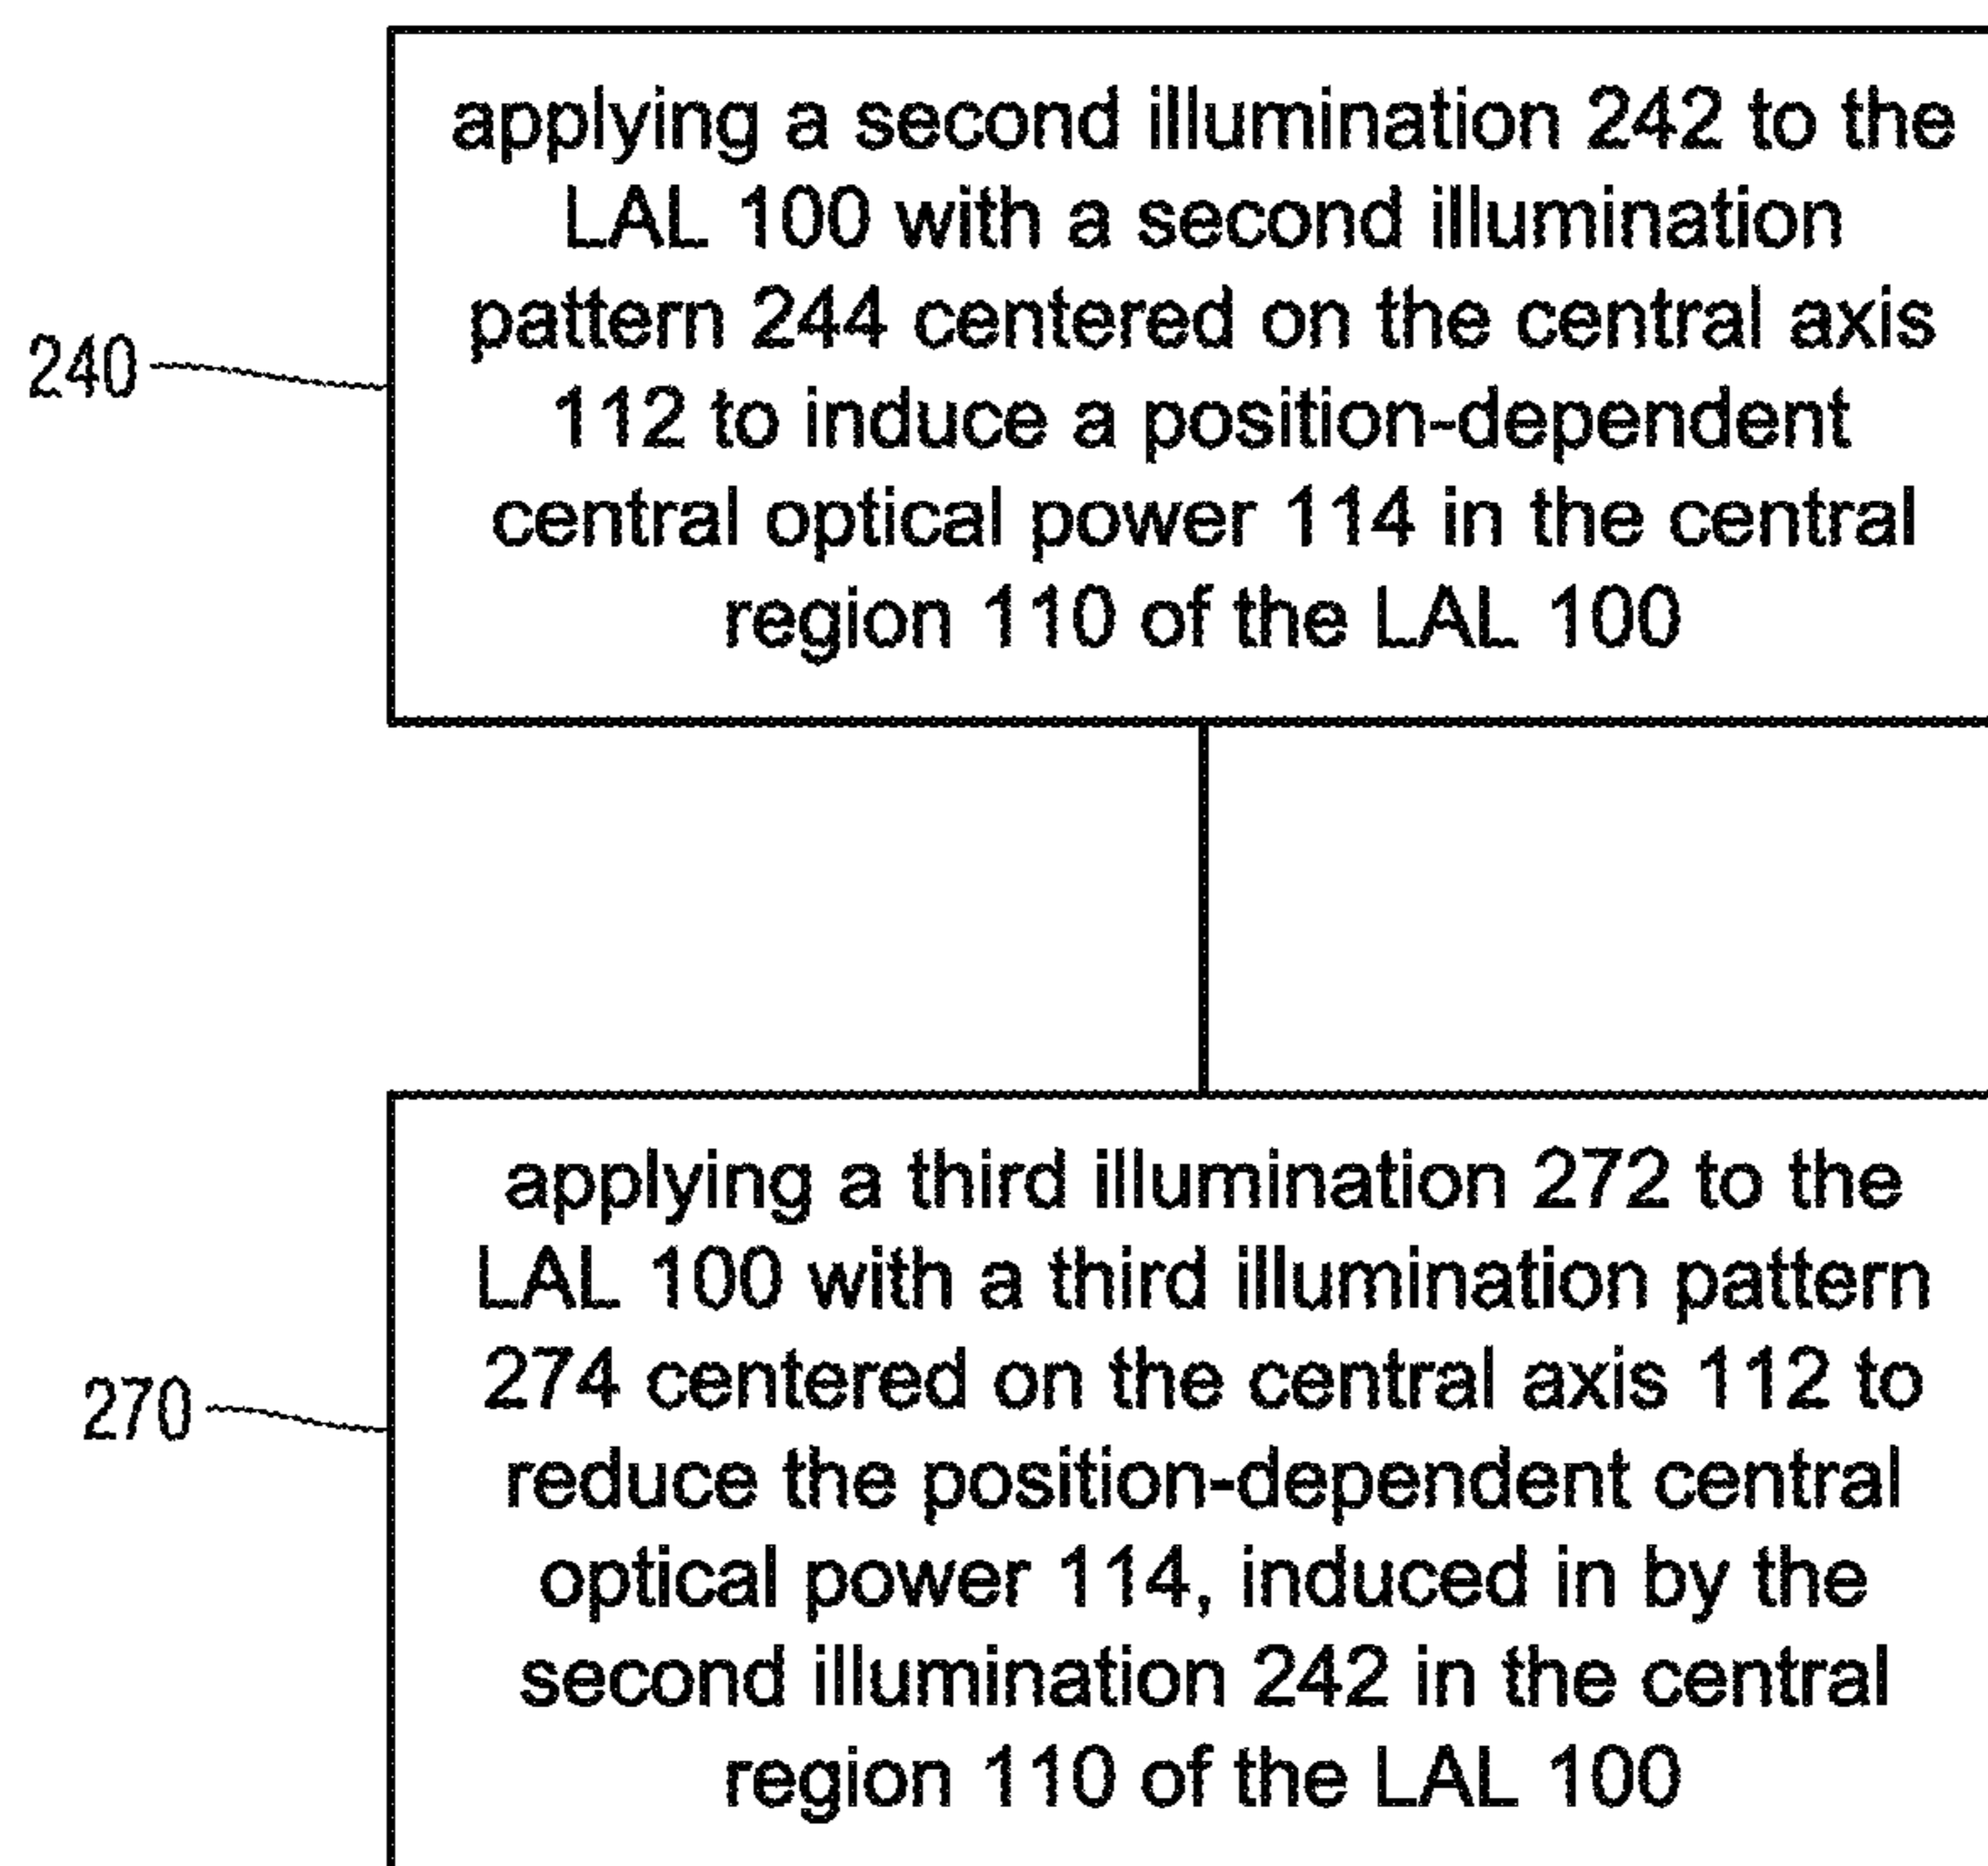 applying a second illumination 242 to the
LAL 100 with a second illumination
pattern 244 centered on the central axis
112 to induce a position-dependent
central optical power 114 in the central
region 110 of the LAL 100
240
applying a third illumination 272 to the
LAL 100 with a third illumination pattern
274 centered on the central axis 112 to
reduce the position-dependent central
optical power 114, induced in by the
second illumination 242 in the central
region 110 of the LAL 100
270